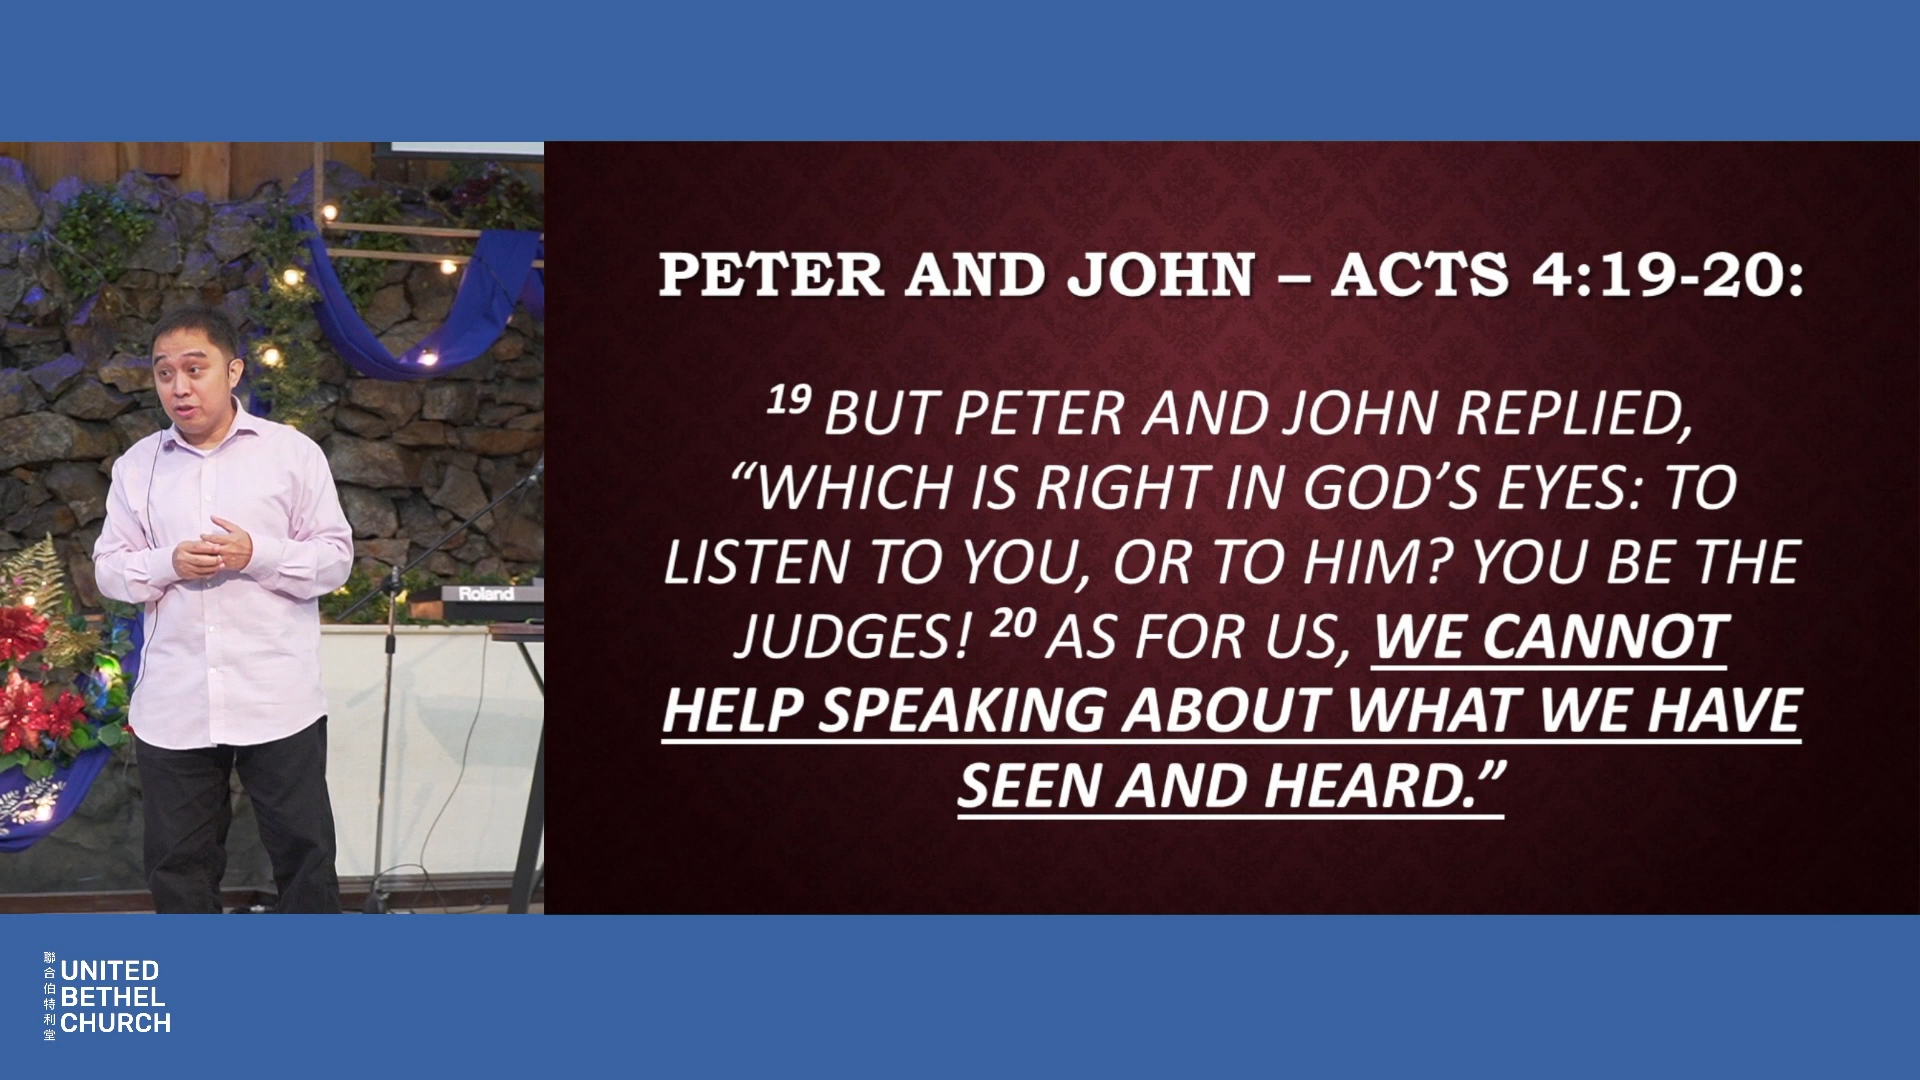 PETER AND JOHN – ACTS 4:19-20:
19 BUT PETER AND JOHN REPLIED,
“WHICH IS RIGHT IN GOD’S EYES: TO
LISTEN TO YOU, OR TO HIM? YOU BE THE
JUDGES! 20 AS FOR US, WE CANNOT
HELP SPEAKING ABOUT WHAT WE HAVE
SEEN AND HEARD.”
Roland
聯合伯特利堂
UNITED
BETHEL
CHURCH